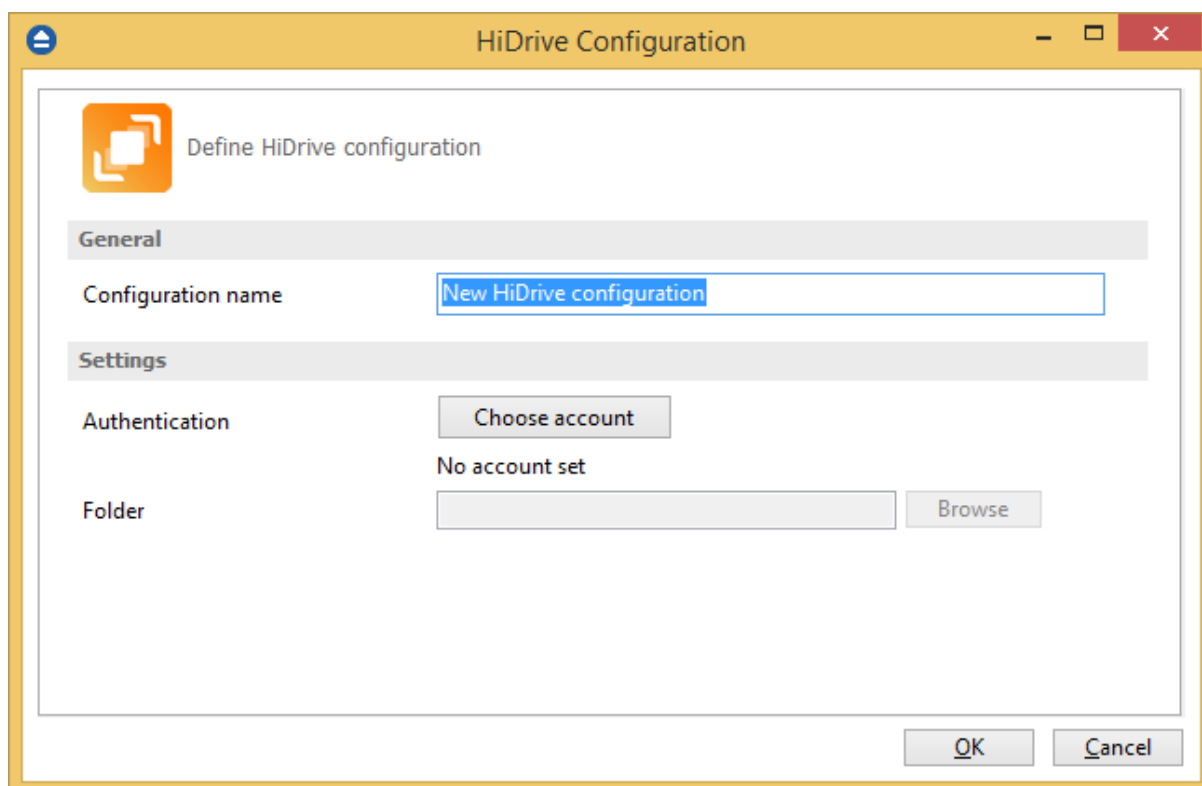 HiDrive Configuration
Define HiDrive configuration
General
Configuration name New HiDrive configuration
Settings
Authentication Choose account
No account set
Folder Browse
OK Cancel